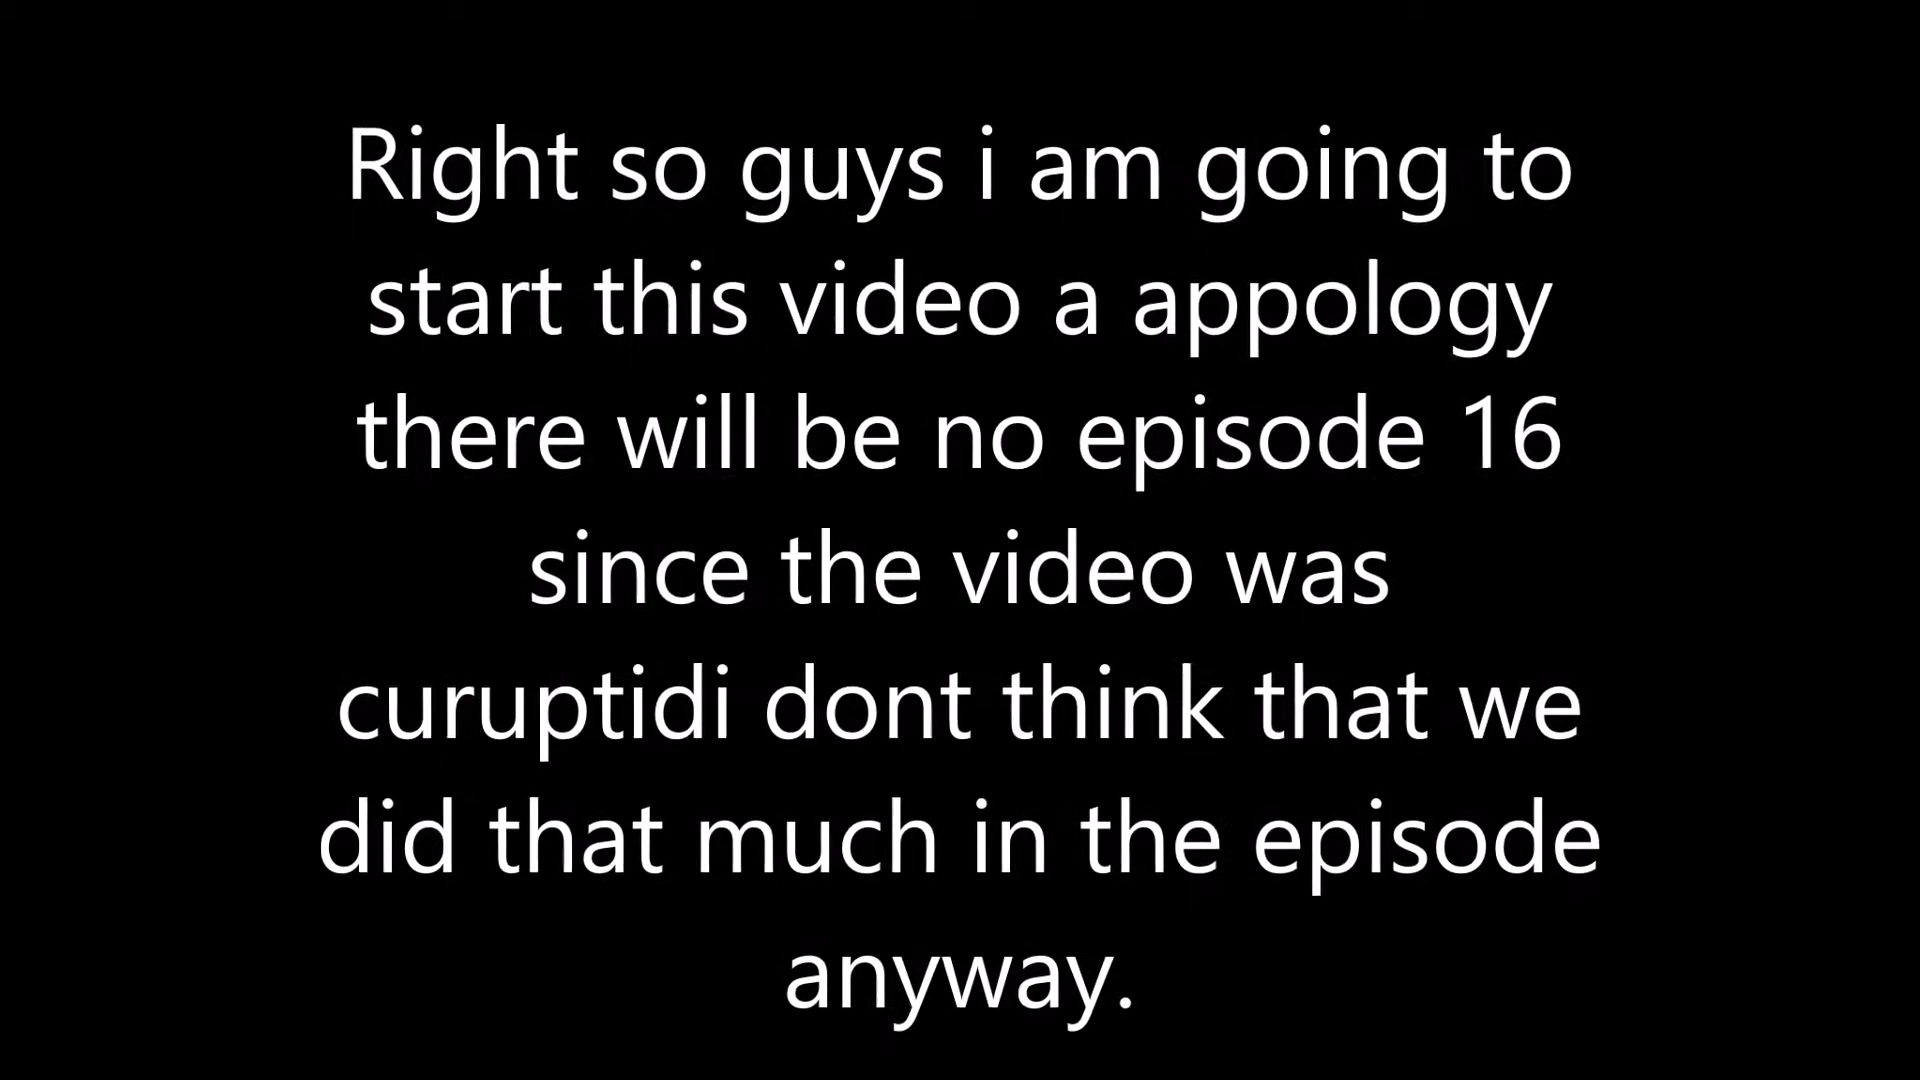 Right so guys i am going to
start this video a appology
there will be no episode 16
since the video was
curuptidi dont think that we
did that much in the episode
anyway.